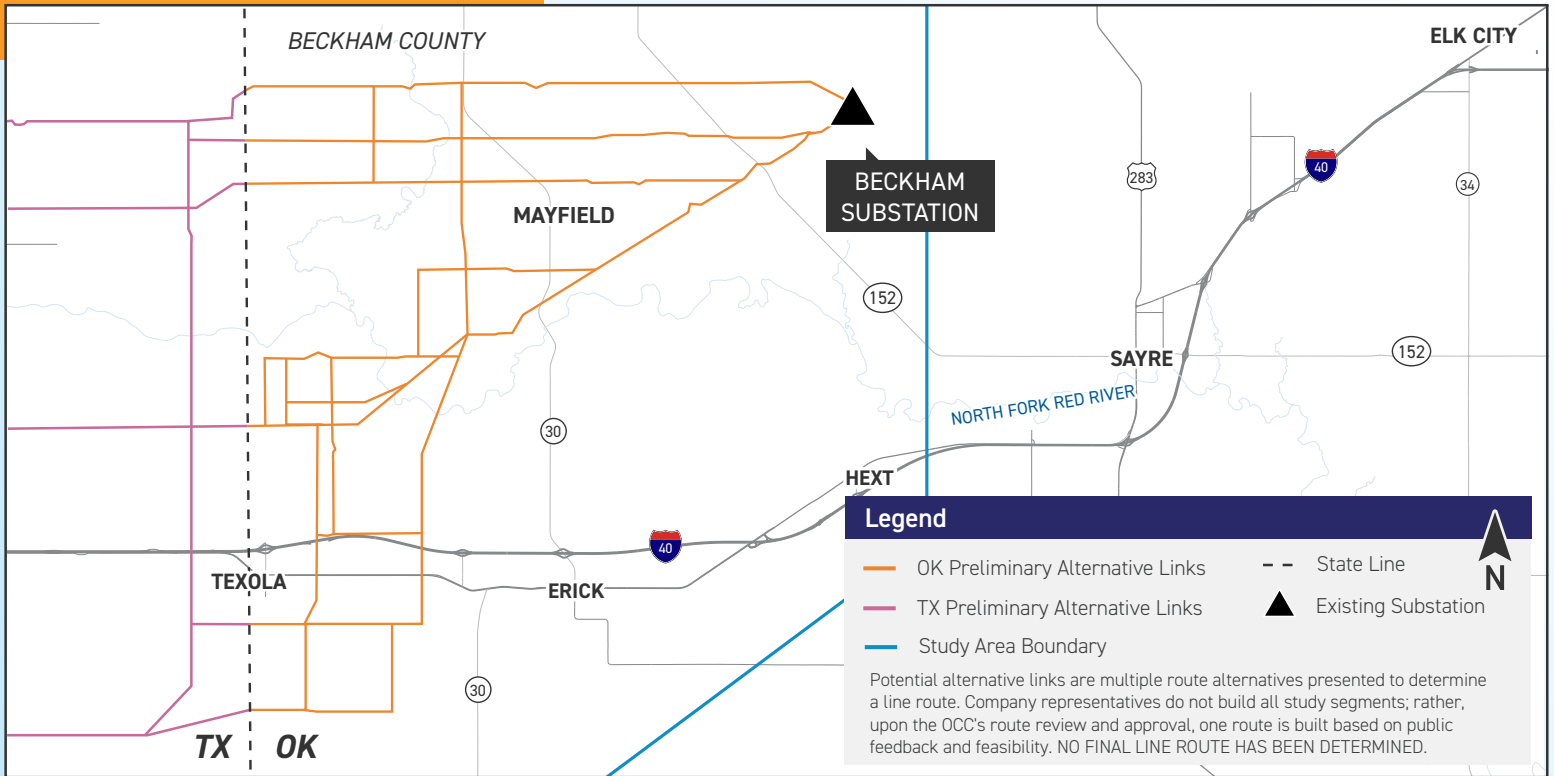 BECKHAM COUNTY
ELK CITY
40
283
34
BECKHAM
SUBSTATION
MAYFIELD
152
152
SAYRE
NORTH FORK RED RIVER
30
HEXT
40
TEXOLA
ERICK
30
TX
OK
Legend
OK Preliminary Alternative Links
TX Preliminary Alternative Links
Study Area Boundary
State Line
Existing Substation
N
Potential alternative links are multiple route alternatives presented to determine
a line route. Company representatives do not build all study segments; rather,
upon the OCC's route review and approval, one route is built based on public
feedback and feasibility. NO FINAL LINE ROUTE HAS BEEN DETERMINED.